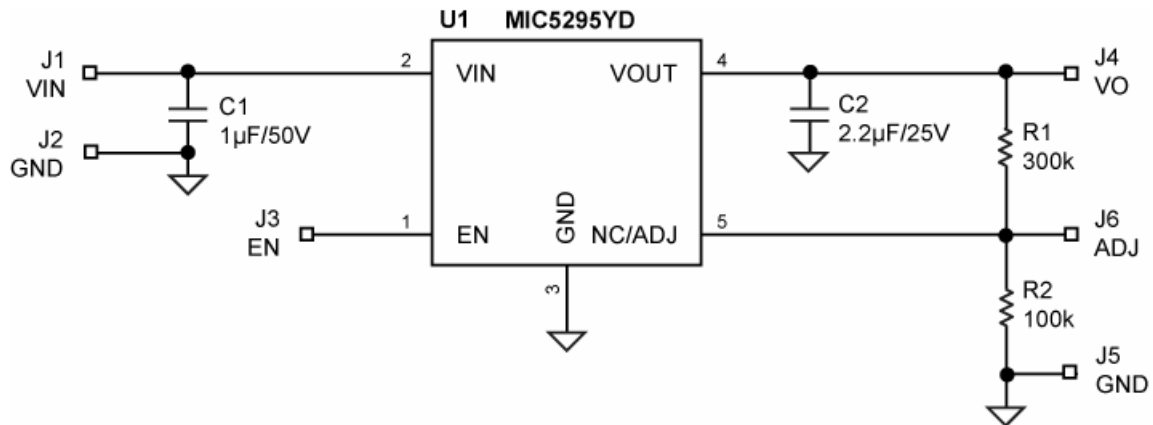 U1 MIC5295YD
J1
VIN
2
VIN
VOUT
4
J4
VO
C1
1µF/50V
C2
2.2µF/25V
R1
300k
J2
GND
J3
EN
1
EN
GND
NC/ADJ
5
J6
ADJ
3
R2
100k
J5
GND